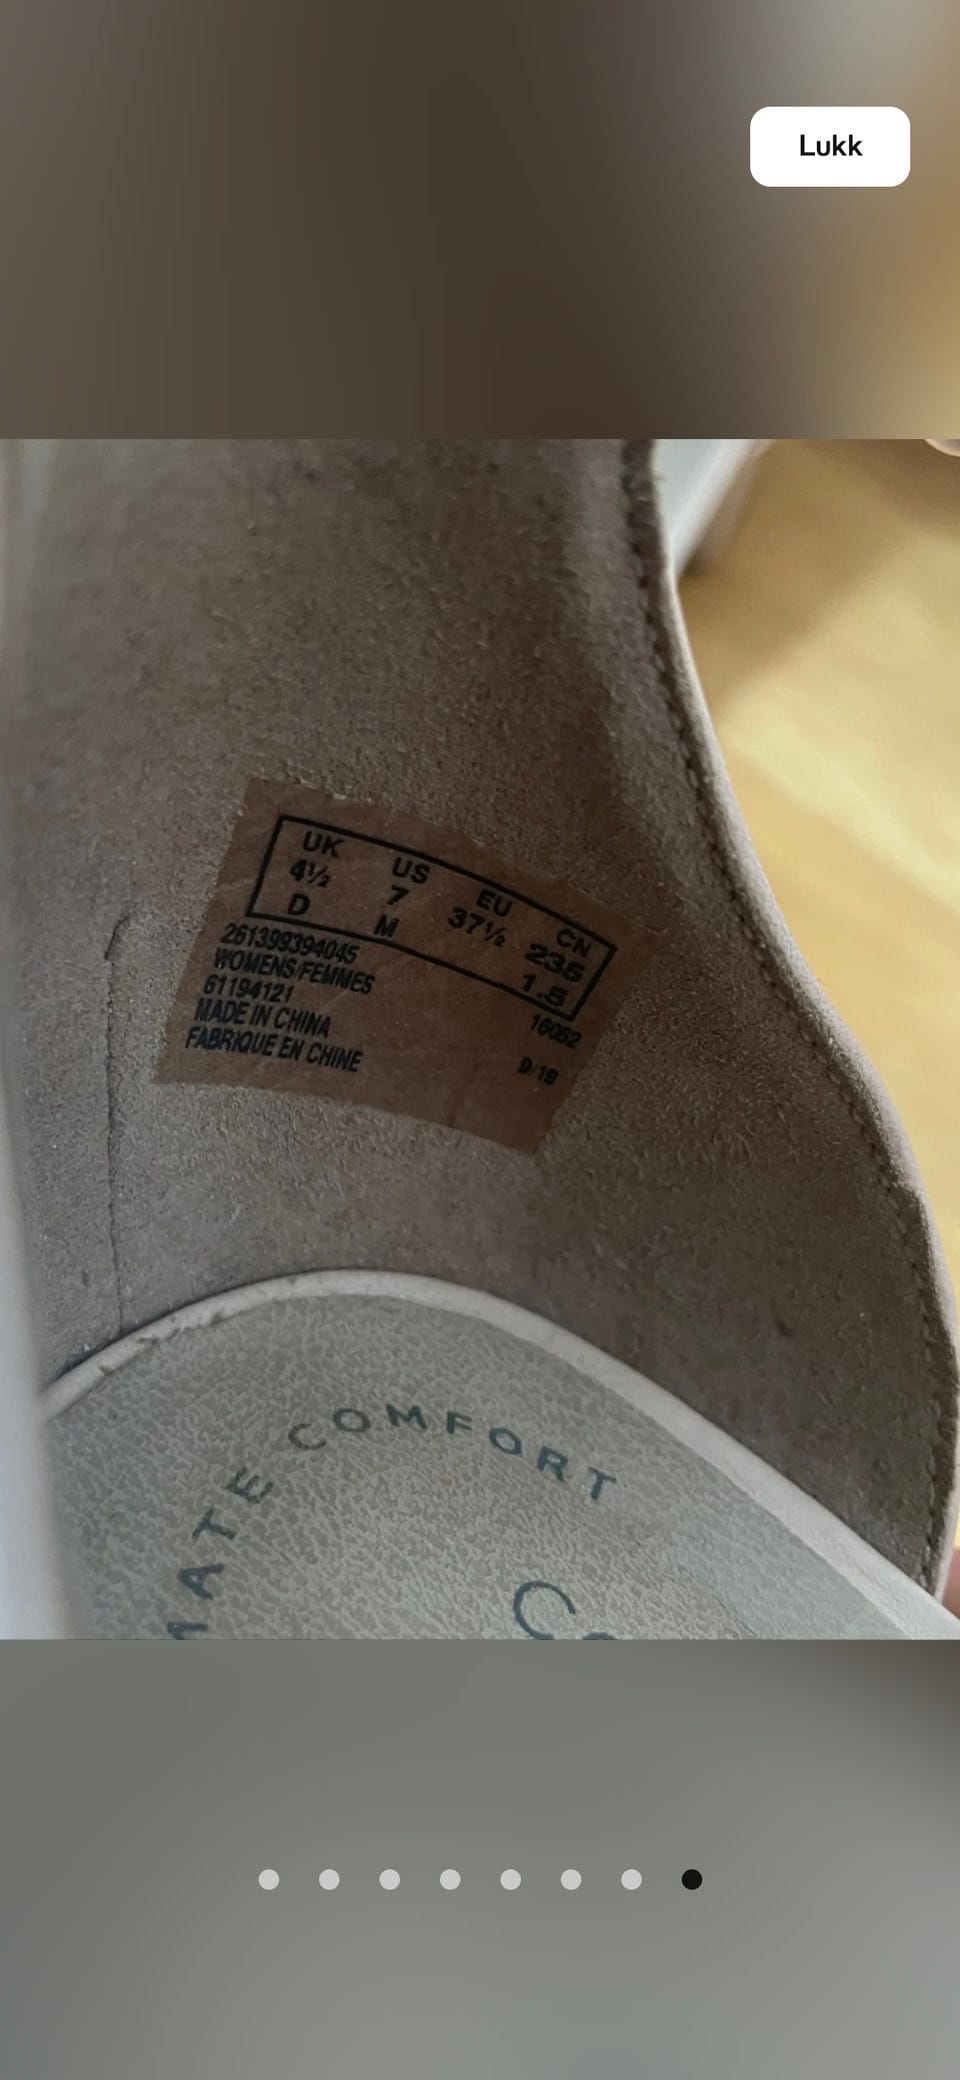 Lukk
UK US EU CN
4½ 7 37½ 235
D M 1.5
261399394045 16062
WOMENS/FEMMES
61194121
MADE IN CHINA 9/19
FABRIQUE EN CHINE
MATE COMFORT